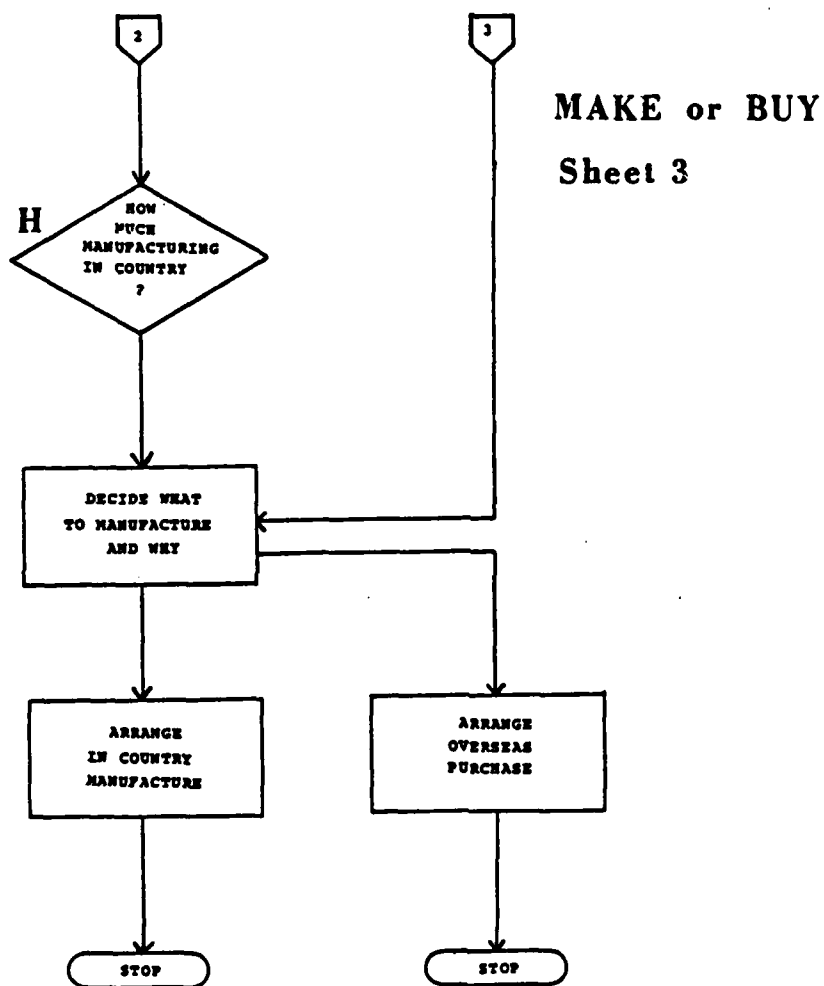 2
3
MAKE or BUY
Sheet 3
H
HOW
MUCH
MANUFACTURING
IN COUNTRY
?
DECIDE WHAT
TO MANUFACTURE
AND WHY
ARRANGE
IN COUNTRY
MANUFACTURE
ARRANGE
OVERSEAS
PURCHASE
STOP
STOP